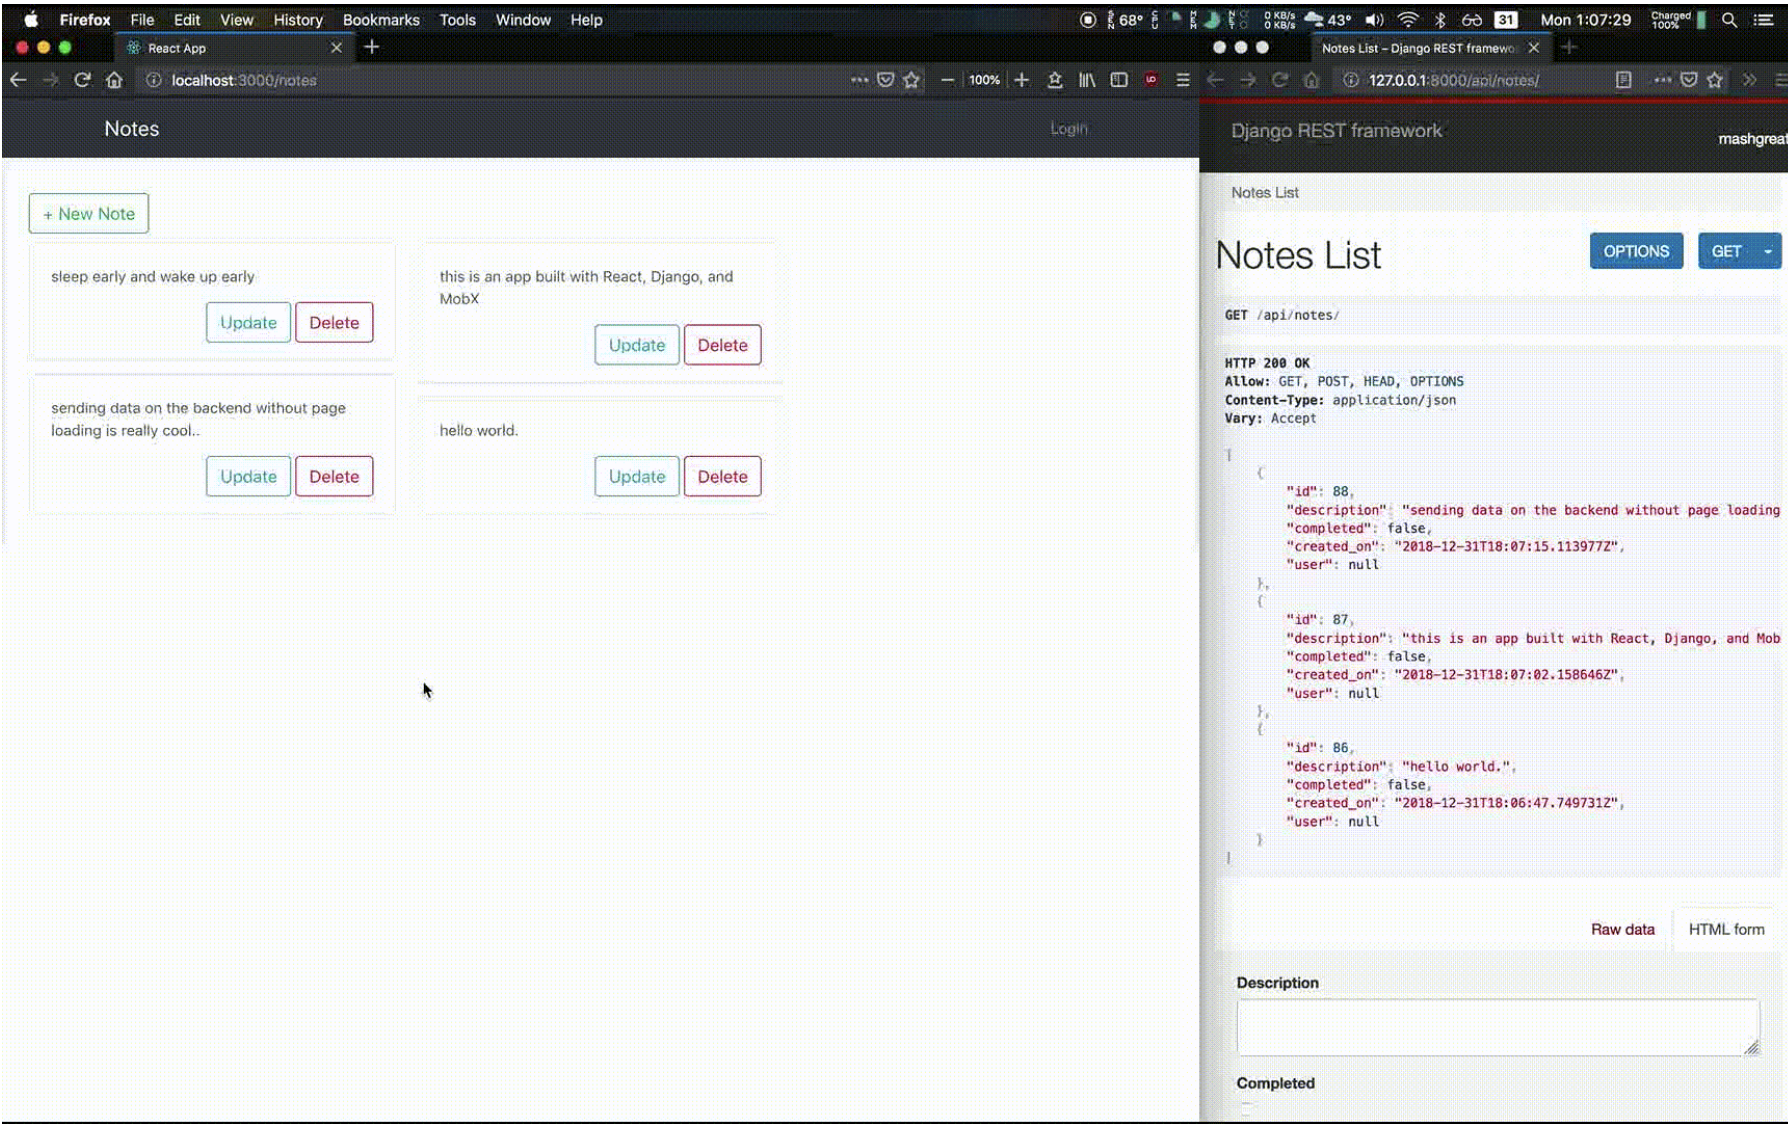 Firefox File Edit View History Bookmarks Tools Window Help
68° 0 KB/s 0 KB/s 43° 31 Mon 1:07:29 Charged 100%
React App
localhost:3000/notes
100%
Notes
Login
+ New Note
sleep early and wake up early
Update Delete
this is an app built with React, Django, and
MobX
Update Delete
sending data on the backend without page
loading is really cool..
Update Delete
hello world.
Update Delete
Notes List – Django REST framewo
127.0.0.1:8000/api/notes/
Django REST framework
mashgreat
Notes List
Notes List
OPTIONS
GET
GET /api/notes/
HTTP 200 OK
Allow: GET, POST, HEAD, OPTIONS
Content-Type: application/json
Vary: Accept
[
{
"id": 88,
"description": "sending data on the backend without page loading
"completed": false,
"created_on": "2018-12-31T18:07:15.113977Z",
"user": null
},
{
"id": 87,
"description": "this is an app built with React, Django, and Mob
"completed": false,
"created_on": "2018-12-31T18:07:02.158646Z",
"user": null
},
{
"id": 86,
"description": "hello world.",
"completed": false,
"created_on": "2018-12-31T18:06:47.749731Z",
"user": null
}
]
Raw data
HTML form
Description
Completed